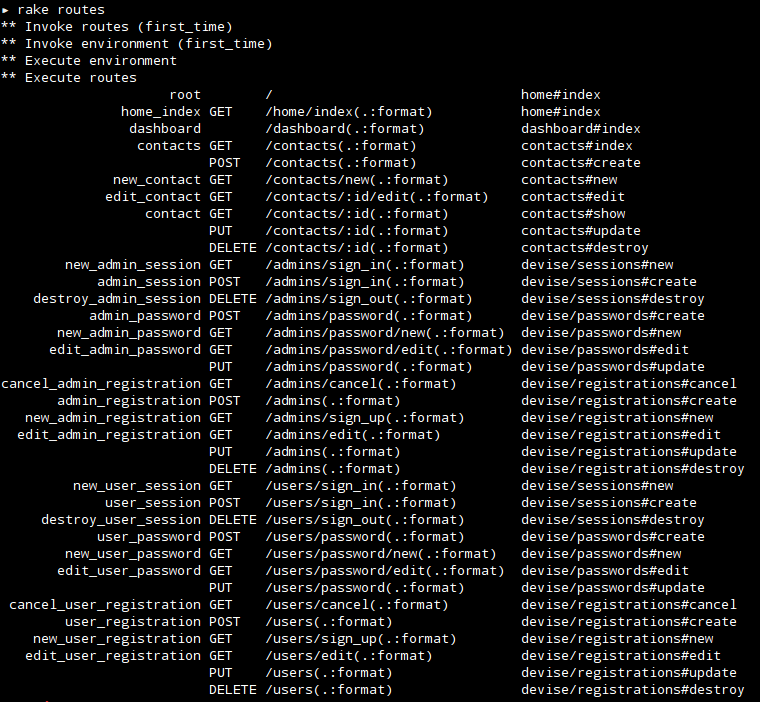 ▸ rake routes
** Invoke routes (first_time)
** Invoke environment (first_time)
** Execute environment
** Execute routes
                     root        /                                home#index
               home_index GET    /home/index(.:format)            home#index
                dashboard        /dashboard(.:format)             dashboard#index
                 contacts GET    /contacts(.:format)              contacts#index
                          POST   /contacts(.:format)              contacts#create
              new_contact GET    /contacts/new(.:format)          contacts#new
             edit_contact GET    /contacts/:id/edit(.:format)     contacts#edit
                  contact GET    /contacts/:id(.:format)          contacts#show
                          PUT    /contacts/:id(.:format)          contacts#update
                          DELETE /contacts/:id(.:format)          contacts#destroy
        new_admin_session GET    /admins/sign_in(.:format)        devise/sessions#new
            admin_session POST   /admins/sign_in(.:format)        devise/sessions#create
    destroy_admin_session DELETE /admins/sign_out(.:format)       devise/sessions#destroy
           admin_password POST   /admins/password(.:format)       devise/passwords#create
       new_admin_password GET    /admins/password/new(.:format)   devise/passwords#new
      edit_admin_password GET    /admins/password/edit(.:format) devise/passwords#edit
                          PUT    /admins/password(.:format)       devise/passwords#update
cancel_admin_registration GET    /admins/cancel(.:format)         devise/registrations#cancel
       admin_registration POST   /admins(.:format)                devise/registrations#create
   new_admin_registration GET    /admins/sign_up(.:format)        devise/registrations#new
  edit_admin_registration GET    /admins/edit(.:format)           devise/registrations#edit
                          PUT    /admins(.:format)                devise/registrations#update
                          DELETE /admins(.:format)                devise/registrations#destroy
         new_user_session GET    /users/sign_in(.:format)         devise/sessions#new
             user_session POST   /users/sign_in(.:format)         devise/sessions#create
     destroy_user_session DELETE /users/sign_out(.:format)        devise/sessions#destroy
            user_password POST   /users/password(.:format)        devise/passwords#create
        new_user_password GET    /users/password/new(.:format)    devise/passwords#new
       edit_user_password GET    /users/password/edit(.:format)   devise/passwords#edit
                          PUT    /users/password(.:format)        devise/passwords#update
 cancel_user_registration GET    /users/cancel(.:format)          devise/registrations#cancel
        user_registration POST   /users(.:format)                 devise/registrations#create
    new_user_registration GET    /users/sign_up(.:format)         devise/registrations#new
   edit_user_registration GET    /users/edit(.:format)            devise/registrations#edit
                          PUT    /users(.:format)                 devise/registrations#update
                          DELETE /users(.:format)                 devise/registrations#destroy